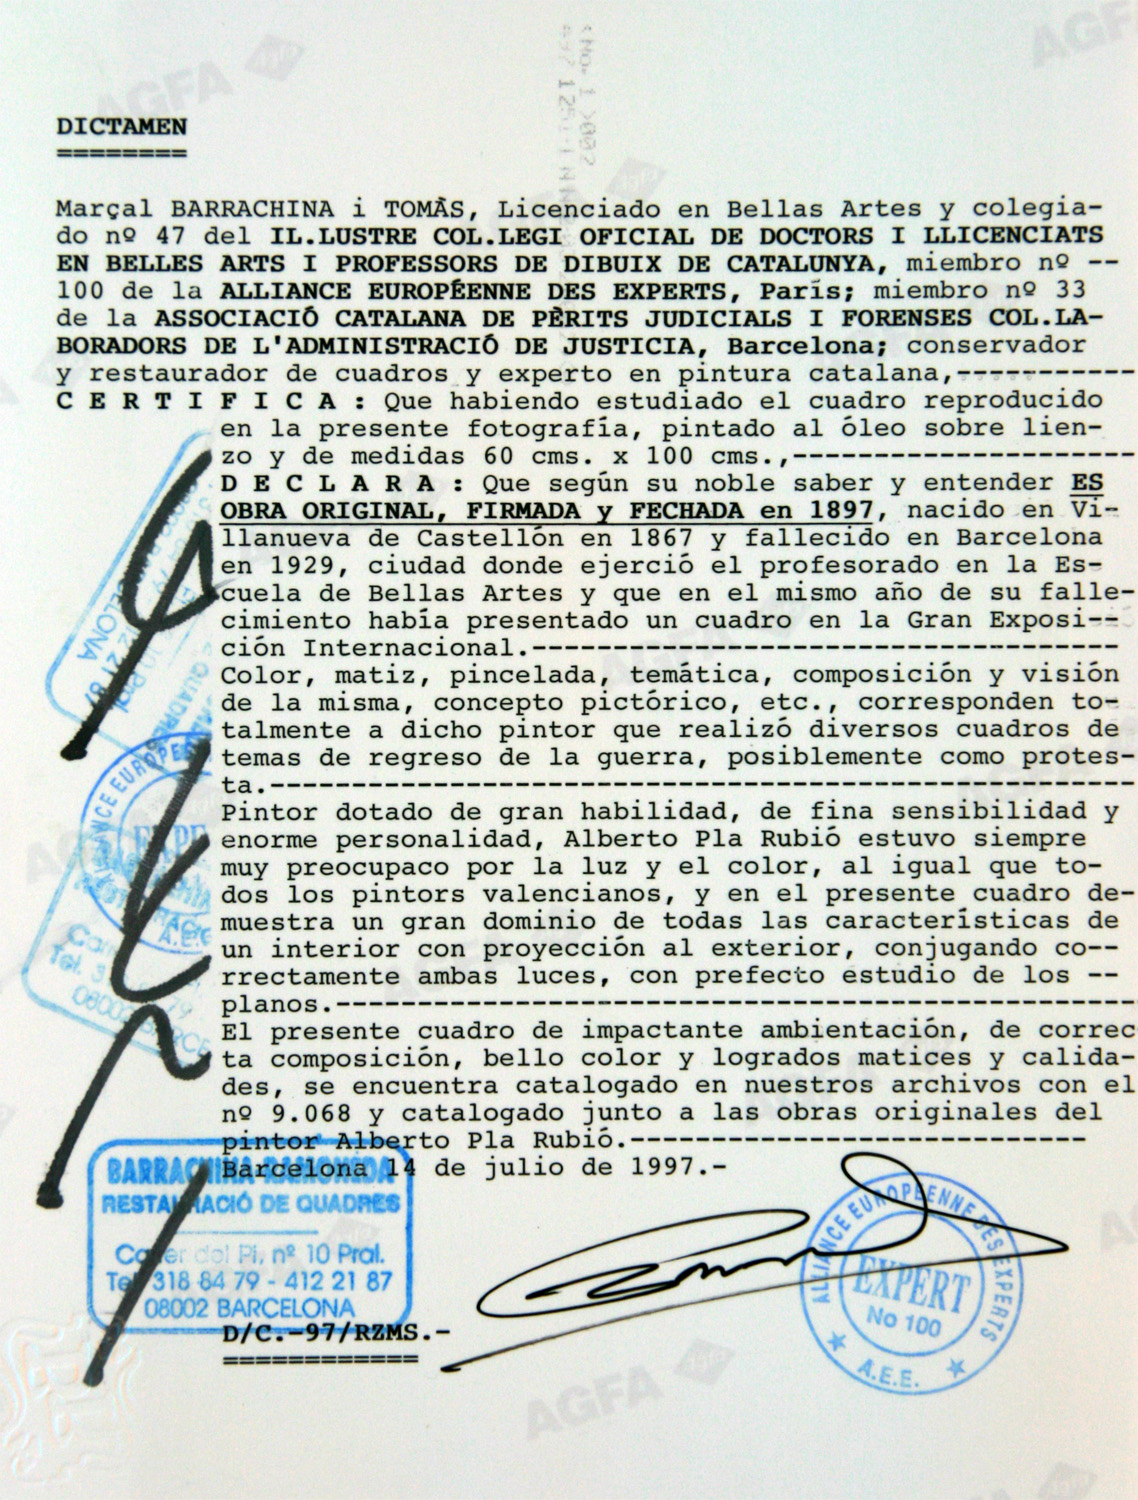 DICTAMEN
========
Marçal BARRACHINA i TOMÀS, Licenciado en Bellas Artes y colegia-
do nº 47 del IL.LUSTRE COL.LEGI OFICIAL DE DOCTORS I LLICENCIATS
EN BELLES ARTS I PROFESSORS DE DIBUIX DE CATALUNYA, miembro nº --
100 de la ALLIANCE EUROPÉENNE DES EXPERTS, París; miembro nº 33
de la ASSOCIACIÓ CATALANA DE PÈRITS JUDICIALS I FORENSES COL.LA-
BORADORS DE L'ADMINISTRACIÓ DE JUSTICIA, Barcelona; conservador
y restaurador de cuadros y experto en pintura catalana,-----------
C E R T I F I C A : Que habiendo estudiado el cuadro reproducido
en la presente fotografía, pintado al óleo sobre lien-
zo y de medidas 60 cms. x 100 cms.,---------------------
D E C L A R A : Que según su noble saber y entender ES
OBRA ORIGINAL, FIRMADA y FECHADA en 1897, nacido en Vi-
llanueva de Castellón en 1867 y fallecido en Barcelona
en 1929, ciudad donde ejerció el profesorado en la Es-
cuela de Bellas Artes y que en el mismo año de su falle-
cimiento había presentado un cuadro en la Gran Exposi--
ción Internacional.------------------------------------
Color, matiz, pincelada, temática, composición y visión
de la misma, concepto pictórico, etc., corresponden to-
talmente a dicho pintor que realizó diversos cuadros de
temas de regreso de la guerra, posiblemente como protes-
ta.-----------------------------------------------------
Pintor dotado de gran habilidad, de fina sensibilidad y
enorme personalidad, Alberto Pla Rubió estuvo siempre
muy preocupaco por la luz y el color, al igual que to-
dos los pintors valencianos, y en el presente cuadro de-
muestra un gran dominio de todas las características de
un interior con proyección al exterior, conjugando co--
rrectamente ambas luces, con prefecto estudio de los --
planos.-------------------------------------------------
El presente cuadro de impactante ambientación, de correc
ta composición, bello color y logrados matices y calida-
des, se encuentra catalogado en nuestros archivos con el
nº 9.068 y catalogado junto a las obras originales del
pintor Alberto Pla Rubió.----------------------------
Barcelona 14 de julio de 1997.-
BARRACHINA RAMONEDA
RESTAURACIÓ DE QUADRES
Carrer del Pi, nº 10 Pral.
Tel. 318 84 79 - 412 21 87
08002 BARCELONA
D/C.-97/RZMS.-
============
ALLIANCE EUROPÉENNE DES EXPERTS
EXPERT
No 100
A.E.E.
AGFA